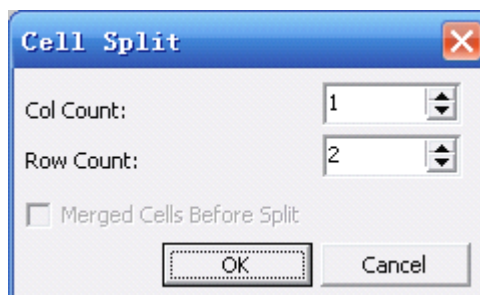 Cell Split
Col Count: 1
Row Count: 2
Merged Cells Before Split
OK Cancel